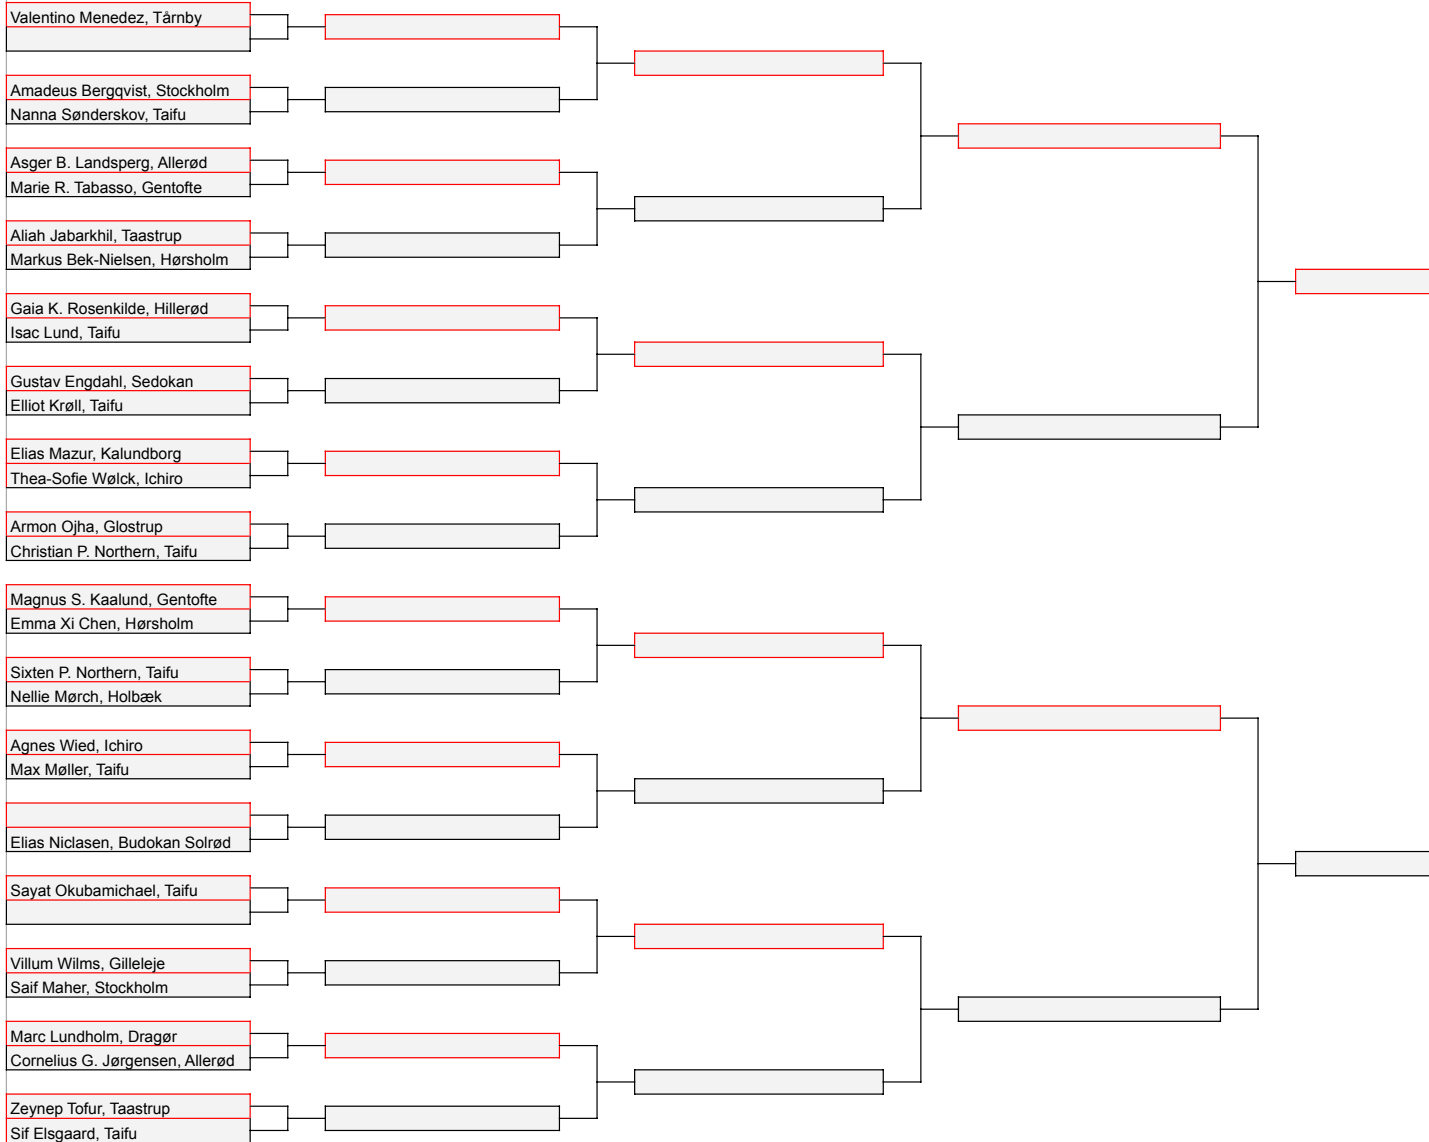 Valentino Menedez, Tårnby
Amadeus Bergqvist, Stockholm
Nanna Sønderskov, Taifu
Asger B. Landsperg, Allerød
Marie R. Tabasso, Gentofte
Aliah Jabarkhil, Taastrup
Markus Bek-Nielsen, Hørsholm
Gaia K. Rosenkilde, Hillerød
Isac Lund, Taifu
Gustav Engdahl, Sedokan
Elliot Krøll, Taifu
Elias Mazur, Kalundborg
Thea-Sofie Wølck, Ichiro
Armon Ojha, Glostrup
Christian P. Northern, Taifu
Magnus S. Kaalund, Gentofte
Emma Xi Chen, Hørsholm
Sixten P. Northern, Taifu
Nellie Mørch, Holbæk
Agnes Wied, Ichiro
Max Møller, Taifu
Elias Niclasen, Budokan Solrød
Sayat Okubamichael, Taifu
Villum Wilms, Gilleleje
Saif Maher, Stockholm
Marc Lundholm, Dragør
Cornelius G. Jørgensen, Allerød
Zeynep Tofur, Taastrup
Sif Elsgaard, Taifu